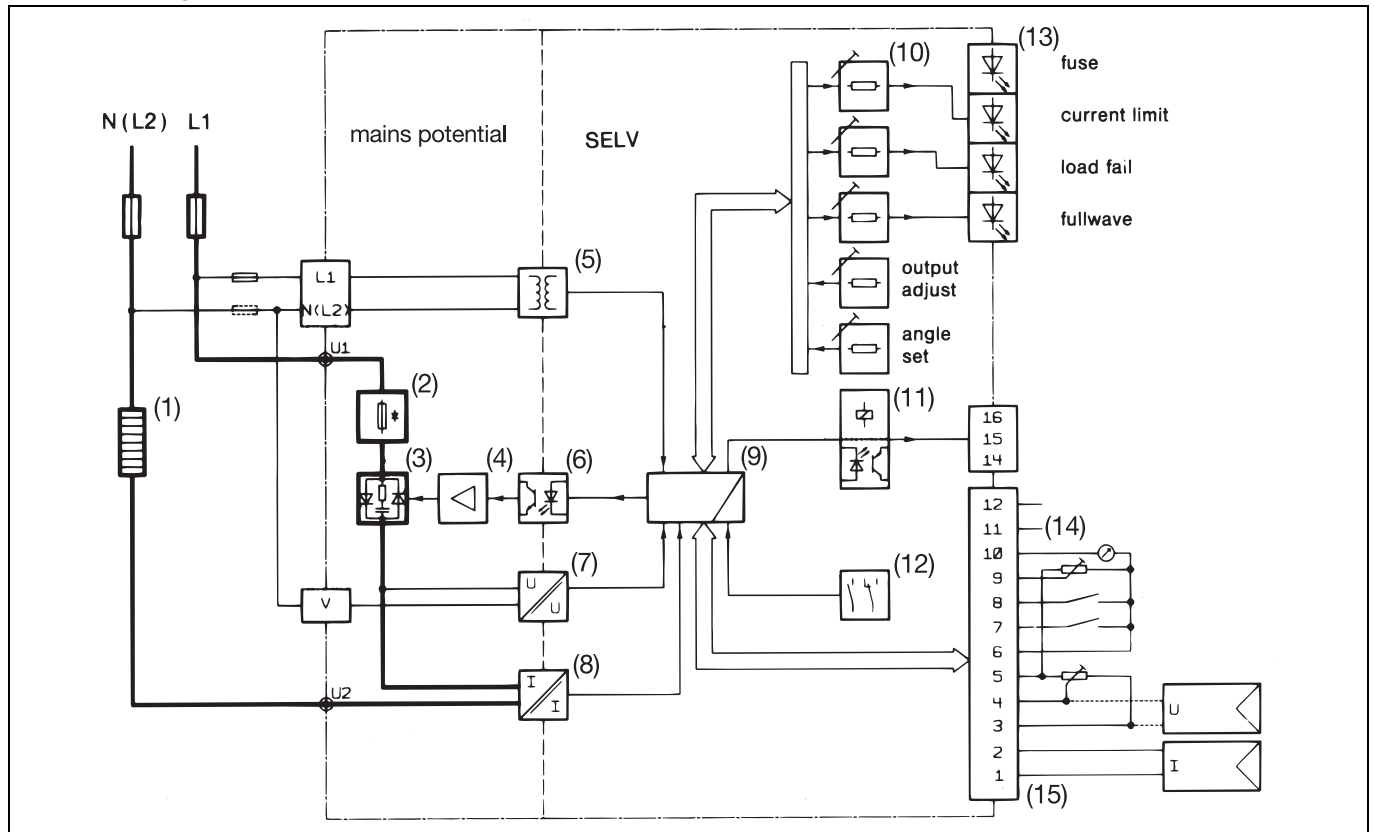 (13)
(10)
fuse
N(L2) L1
current limit
mains potential
SELV
load fail
fullwave
(5)
L1
N(L2)
output
adjust
U1
angle
set
(2)
(1)
(11)
16
15
14
(3)
(4)
(6)
(9)
12
11
(14)
10
9
8
7
6
5
4
3
2
1
(7)
U
U
(12)
V
(8)
I
I
U2
U
I
(15)